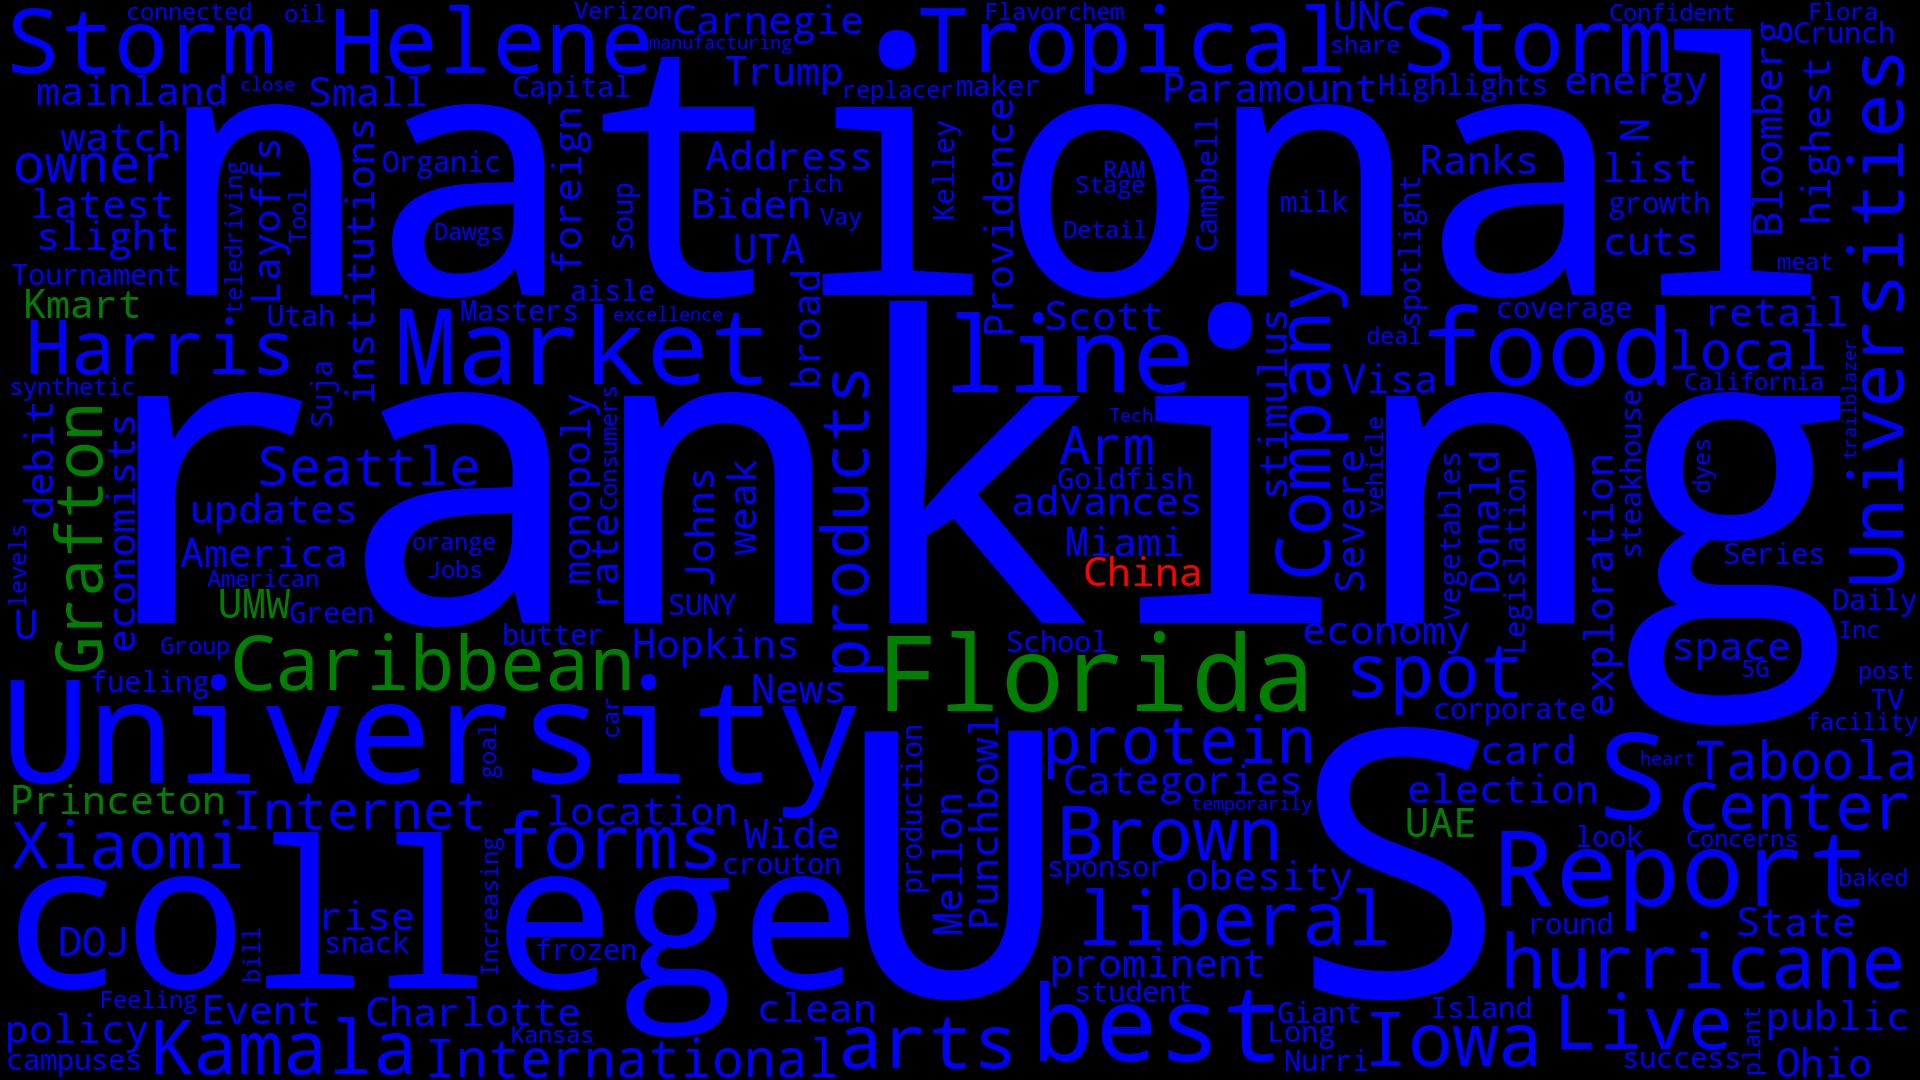 connected
oil
Verizon
Carnegie
Flavorchem
UNC
Confident
Flora
Storm
Helene
manufacturing
Tropical
share
Storm
Crunch
mainland
close
Small
Capital
Trump
replacer
maker
Paramount
Highlights
energy
Bloomberg
highest
Universities
national
watch
owner
latest
slight
Tournament
Kmart
teledriving
Layoffs
Tool
institutions
Organic
Dawgs
foreign
Soup
Address
rich
Biden
Vay
UTA
Kelley
Providence
RAM
Stage
Detail
Campbell
milk
spotlight
Ranks
N
list
growth
cuts
meat
Harris
Utah
Masters
aisle
excellence
Market
broad
line
Scott
stimulus
Company
deal
coverage
retail
food
local
California
trailblazer
synthetic
Suja
Visa
ranking
debit
Grafton
economists
levels
U
Seattle
updates
America
American
UMW
Green
orange
Jobs
monopoly
consumers
rate
Johns
weak
SUNY
products
Tech
Arm
Goldfish
advances
Miami
China
Severe
vehicle
vegetables
Donald
Legislation
exploration
steakhouse
dyes
Series
Daily
Inc
Group
Caribbean
butter
Hopkins
Florida
School
economy
space
SG
post
TV
facility
fueling
University
goal
car
News
spot
corporate
Princeton
Internet
location
production
Mellon
Punchbowl
protein
Categories
temporarily
U S
card
election
UAE
S
heart
Taboola
Center
Xiaomi
forms
Wide
crouton
Brown
sponsor
obesity
look
Concerns
Report
baked
college
DOJ
bill
rise
snack
Increasing
frozen
liberal
prominent
student
round
State
hurricane
Feeling
Event
Charlotte
clean
best
Giant
Long
Island
Live
public
policy
campuses
Kamala
Kansas
International
arts
Nurri
Iowa
success
plant
Ohio